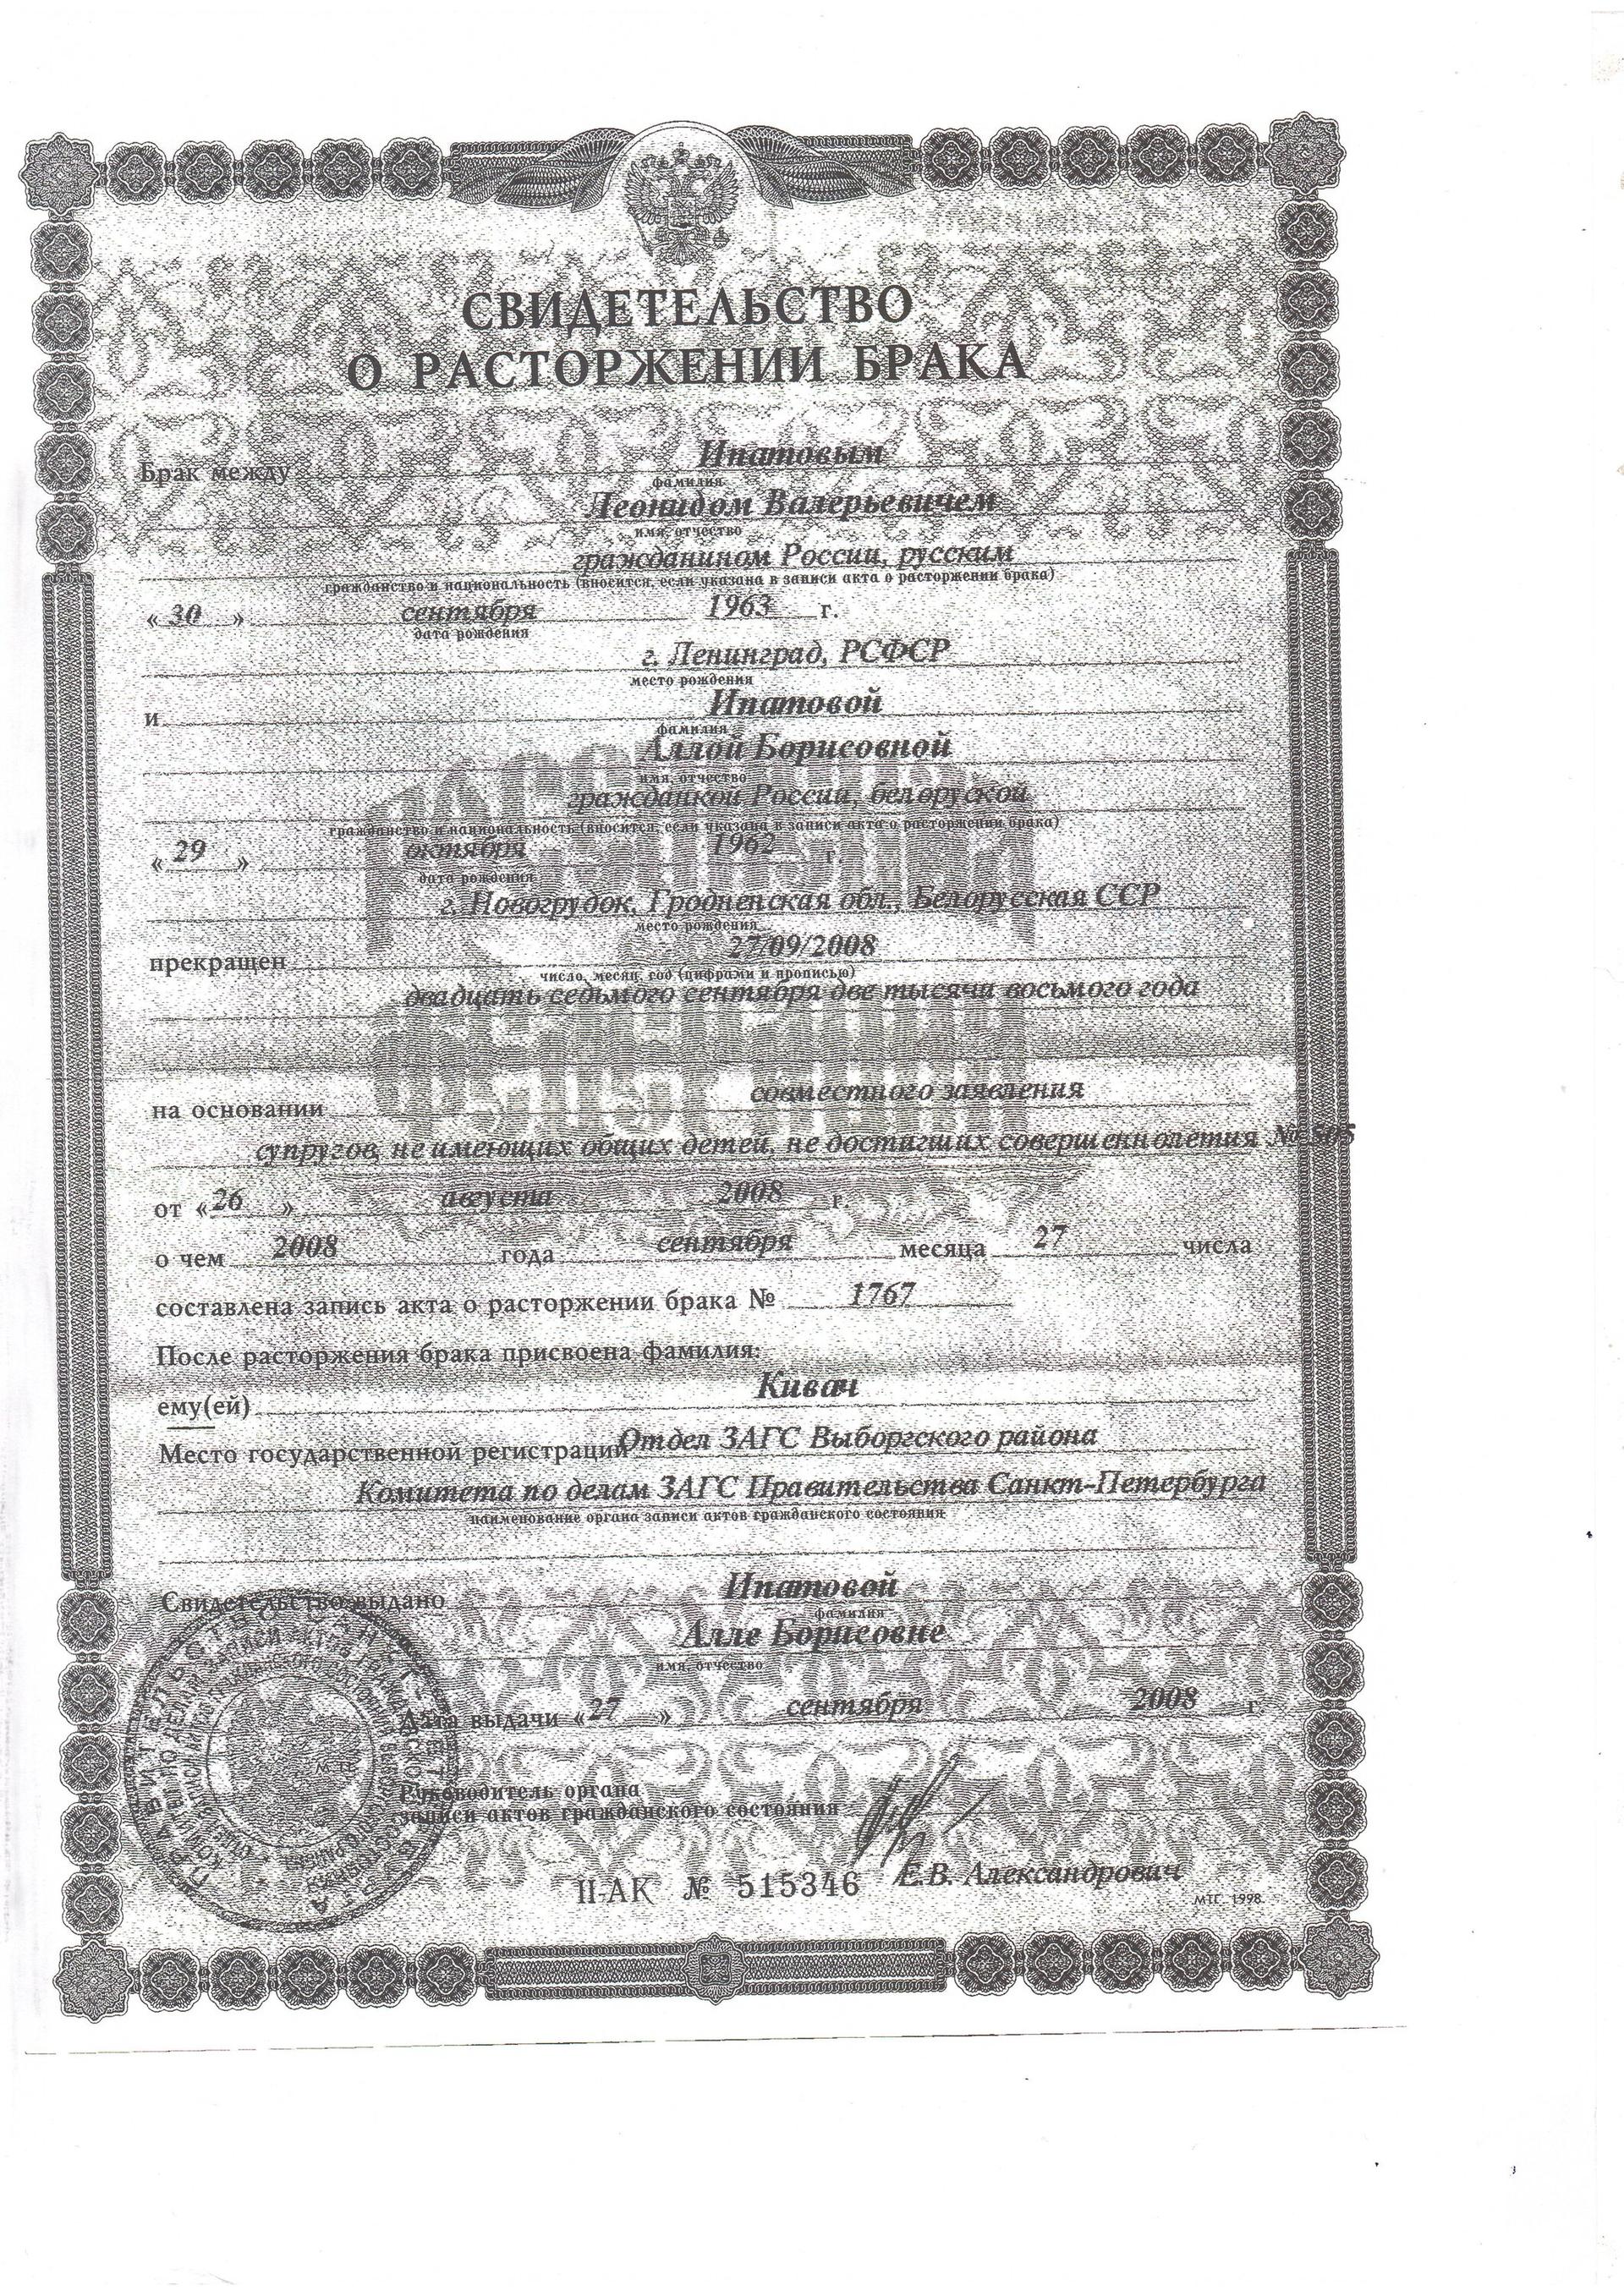 СВИДЕТЕЛЬСТВО
О РАСТОРЖЕНИИ БРАКА
Брак между Ипатовым
фамилия
Леонидом Валерьевичем
имя, отчество
гражданином России, русским
гражданство и национальность (вносится, если указана в записи акта о расторжении брака)
« 30 » сентября 1963 г.
дата рождения
г. Ленинград, РСФСР
место рождения
и Ипатовой
фамилия
Аллой Борисовной
имя, отчество
гражданкой России, белоруской
гражданство и национальность (вносится, если указана в записи акта о расторжении брака)
« 29 » октября 1962 г.
дата рождения
г. Новогрудок, Гродненская обл., Белорусская ССР
место рождения
прекращен 27/09/2008
число, месяц, год (цифрами и прописью)
двадцать седьмого сентября две тысячи восьмого года
на основании совместного заявления
супругов, не имеющих общих детей, не достигших совершеннолетия №
от « 26 » августа 2008 г.
о чем 2008 года сентября месяца 27 числа
составлена запись акта о расторжении брака № 1767
После расторжения брака присвоена фамилия:
ему(ей) Кивач
Место государственной регистрации Отдел ЗАГС Выборгского района
Комитета по делам ЗАГС Правительства Санкт-Петербурга
наименование органа записи актов гражданского состояния
Свидетельство выдано Ипатовой
фамилия
Алле Борисовне
имя, отчество
Дата выдачи « 27 » сентября 2008 г.
Руководитель органа
записи актов гражданского состояния
Е.В. Александрович
II-АК № 515346
МТГ 1998.